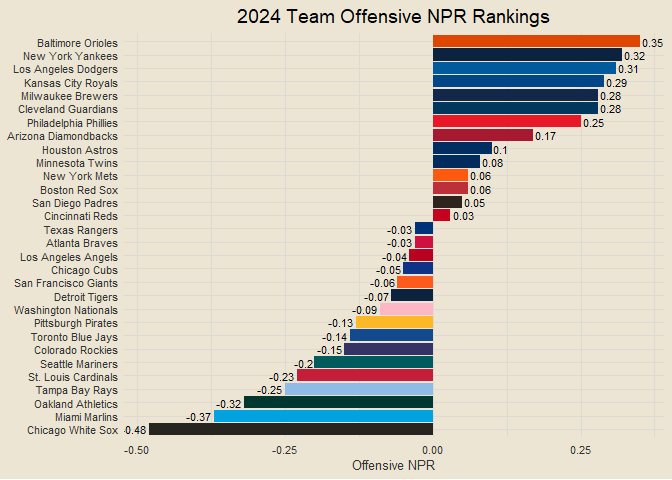 2024 Team Offensive NPR Rankings
Baltimore Orioles 0.35
New York Yankees 0.32
Los Angeles Dodgers 0.31
Kansas City Royals 0.29
Milwaukee Brewers 0.28
Cleveland Guardians 0.28
Philadelphia Phillies 0.25
Arizona Diamondbacks 0.17
Houston Astros 0.1
Minnesota Twins 0.08
New York Mets 0.06
Boston Red Sox 0.06
San Diego Padres 0.05
Cincinnati Reds 0.03
Texas Rangers -0.03
Atlanta Braves -0.03
Los Angeles Angels -0.04
Chicago Cubs -0.05
San Francisco Giants -0.06
Detroit Tigers -0.07
Washington Nationals -0.09
Pittsburgh Pirates -0.13
Toronto Blue Jays -0.14
Colorado Rockies -0.15
Seattle Mariners -0.2
St. Louis Cardinals -0.23
Tampa Bay Rays -0.25
Oakland Athletics -0.32
Miami Marlins -0.37
Chicago White Sox -0.48
-0.50 -0.25 0.00 0.25
Offensive NPR